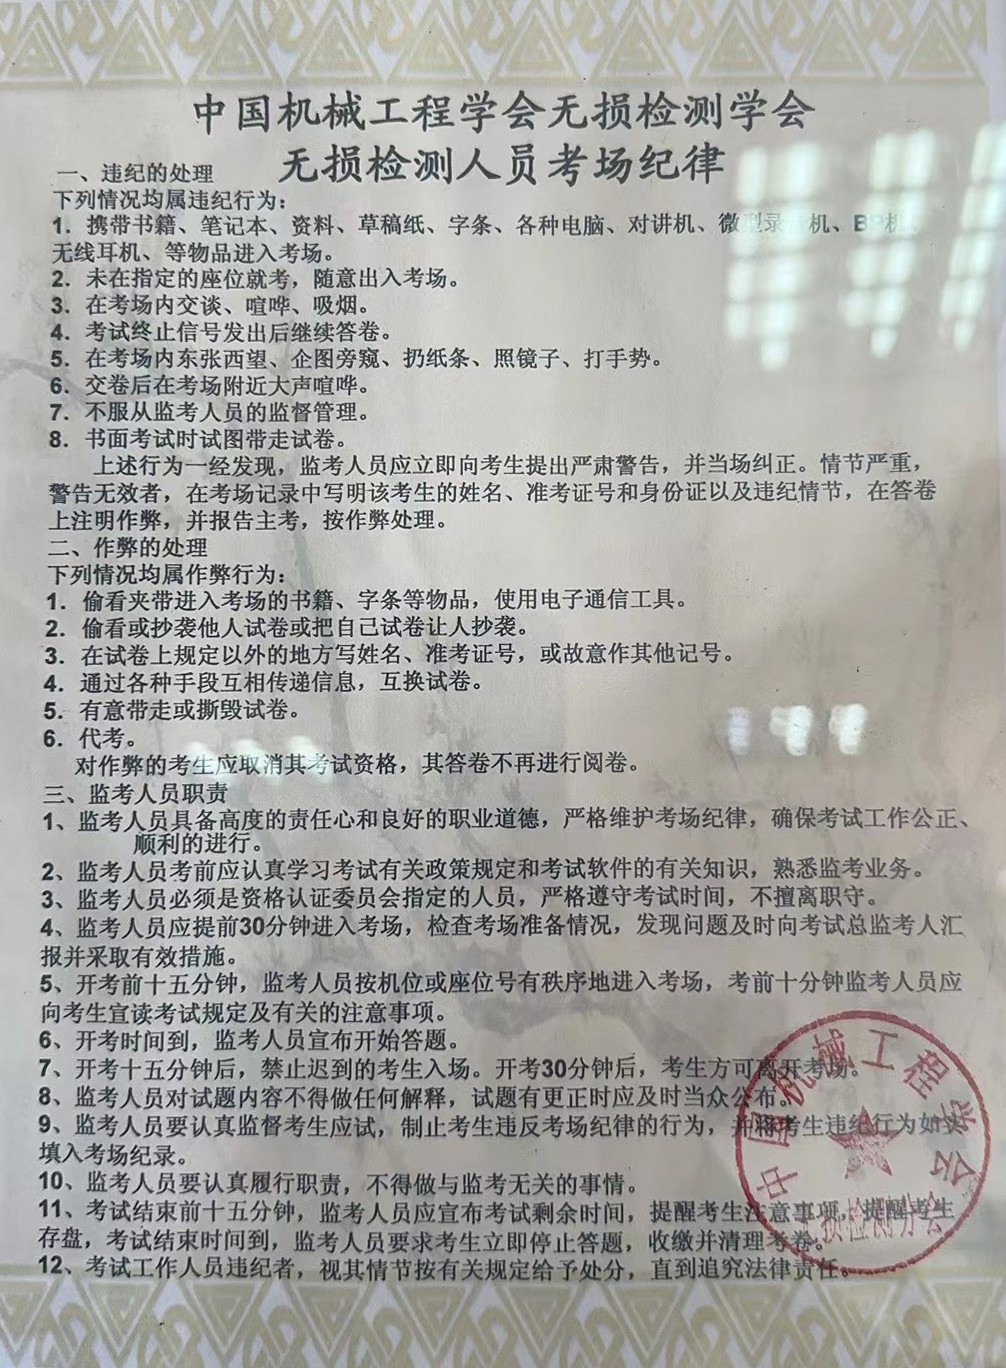 中国机械工程学会无损检测学会
无损检测人员考场纪律
一、违纪的处理
下列情况均属违纪行为：
1．携带书籍、笔记本、资料、草稿纸、字条、各种电脑、对讲机、微型录音机、BP机、
无线耳机、等物品进入考场。
2．未在指定的座位就考，随意出入考场。
3．在考场内交谈、喧哗、吸烟。
4．考试终止信号发出后继续答卷。
5．在考场内东张西望、企图旁窥、扔纸条、照镜子、打手势。
6．交卷后在考场附近大声喧哗。
7．不服从监考人员的监督管理。
8．书面考试时试图带走试卷。
上述行为一经发现，监考人员应立即向考生提出严肃警告，并当场纠正。情节严重，
警告无效者，在考场记录中写明该考生的姓名、准考证号和身份证以及违纪情节，在答卷
上注明作弊，并报告主考，按作弊处理。
二、作弊的处理
下列情况均属作弊行为：
1．偷看夹带进入考场的书籍、字条等物品，使用电子通信工具。
2．偷看或抄袭他人试卷或把自己试卷让人抄袭。
3．在试卷上规定以外的地方写姓名、准考证号，或故意作其他记号。
4．通过各种手段互相传递信息，互换试卷。
5．有意带走或撕毁试卷。
6．代考。
对作弊的考生应取消其考试资格，其答卷不再进行阅卷。
三、监考人员职责
1、监考人员具备高度的责任心和良好的职业道德，严格维护考场纪律，确保考试工作公正、
顺利的进行。
2、监考人员考前应认真学习考试有关政策规定和考试软件的有关知识，熟悉监考业务。
3、监考人员必须是资格认证委员会指定的人员，严格遵守考试时间，不擅离职守。
4、监考人员应提前30分钟进入考场，检查考场准备情况，发现问题及时向考试总监考人汇
报并采取有效措施。
5、开考前十五分钟，监考人员按机位或座位号有秩序地进入考场，考前十分钟监考人员应
向考生宣读考试规定及有关的注意事项。
6、开考时间到，监考人员宣布开始答题。
7、开考十五分钟后，禁止迟到的考生入场。开考30分钟后，考生方可离开考场。
8、监考人员对试题内容不得做任何解释，试题有更正时应及时当众公布。
9、监考人员要认真监督考生应试，制止考生违反考场纪律的行为，并将考生违纪行为如实
填入考场纪录。
10、监考人员要认真履行职责，不得做与监考无关的事情。
11、考试结束前十五分钟，监考人员应宣布考试剩余时间，提醒考生注意事项，提醒考生
存盘，考试结束时间到，监考人员要求考生立即停止答题，收缴并清理考卷。
12、考试工作人员违纪者，视其情节按有关规定给予处分，直到追究法律责任。
中国机械工程学会
无损检测分会